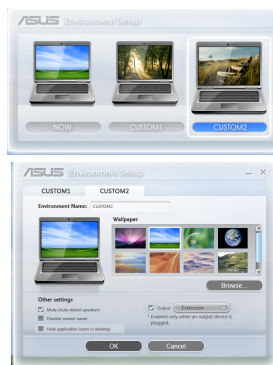 ASUS Environment Setup
NOW
CUSTOM1
CUSTOM2
ASUS Environment Setup
CUSTOM1 CUSTOM2
Environment Name: CUSTOM2
Wallpaper
Browse...
Other settings
Mute (Auto-detect speaker)
Disable screen saver
Hide application icons in desktop
Output Extension
* Enabled only when an output device is
plugged.
OK Cancel